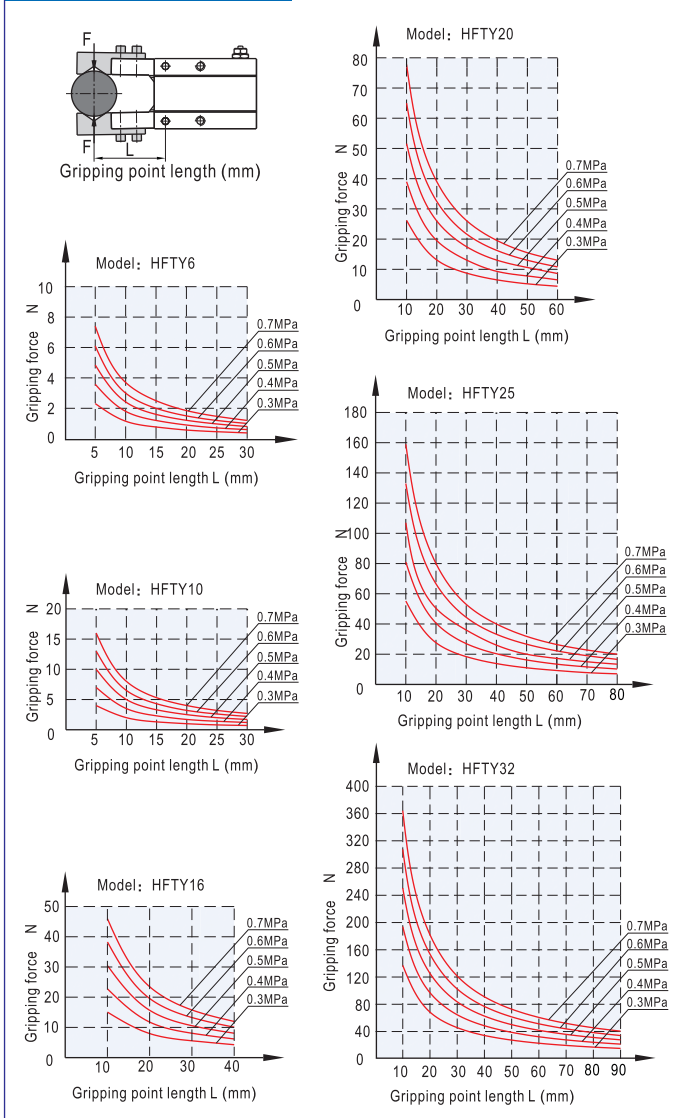 F
F
L
Gripping point length (mm)
Model: HFTY6
Gripping force N
10
8
6
4
2
0
0.7MPa
0.6MPa
0.5MPa
0.4MPa
0.3MPa
5 10 15 20 25 30
Gripping point length L (mm)
Model: HFTY10
Gripping force N
20
15
10
5
0
0.7MPa
0.6MPa
0.5MPa
0.4MPa
0.3MPa
5 10 15 20 25 30
Gripping point length L (mm)
Model: HFTY16
Gripping force N
50
40
30
20
10
0
0.7MPa
0.6MPa
0.5MPa
0.4MPa
0.3MPa
10 20 30 40
Gripping point length L (mm)
Model: HFTY20
Gripping force N
80
70
60
50
40
30
20
10
0
0.7MPa
0.6MPa
0.5MPa
0.4MPa
0.3MPa
10 20 30 40 50 60
Gripping point length L (mm)
Model: HFTY25
Gripping force N
180
160
140
120
100
80
60
40
20
0
0.7MPa
0.6MPa
0.5MPa
0.4MPa
0.3MPa
10 20 30 40 50 60 70 80
Gripping point length L (mm)
Model: HFTY32
Gripping force N
400
360
320
280
240
200
160
120
80
40
0
0.7MPa
0.6MPa
0.5MPa
0.4MPa
0.3MPa
10 20 30 40 50 60 70 80 90
Gripping point length L (mm)